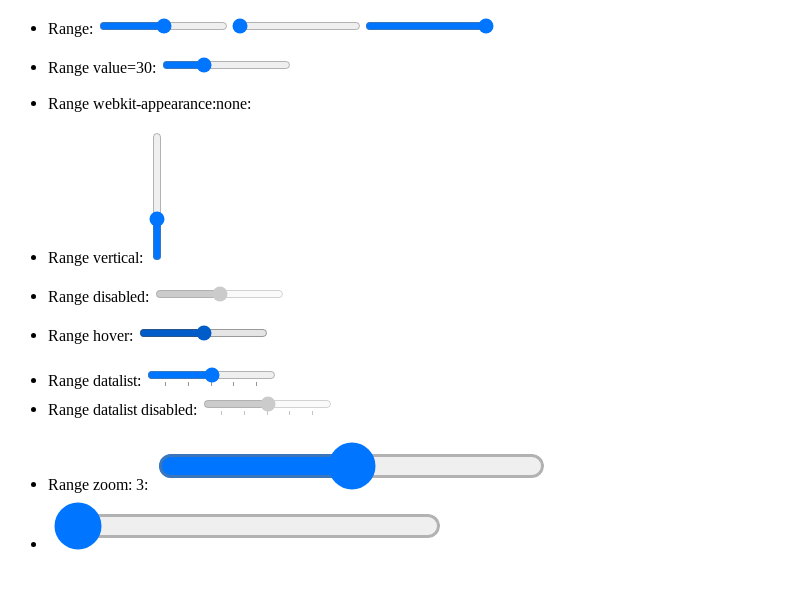 Range:
Range value=30:
Range webkit-appearance:none:
Range vertical:
Range disabled:
Range hover:
Range datalist:
Range datalist disabled:
Range zoom: 3: